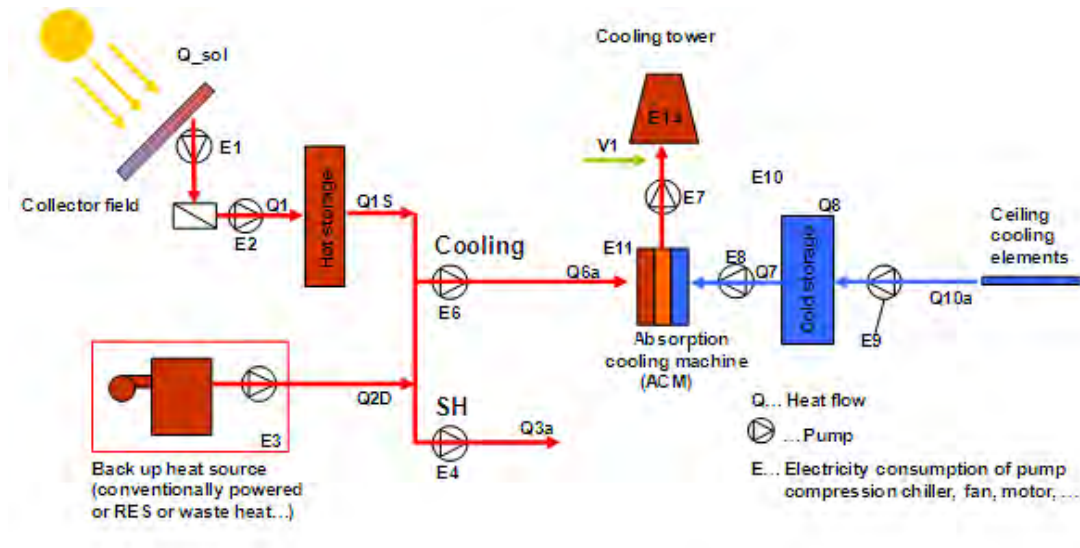 Q_sol
Collector field
E1
E2
Q1
Hot storage
Q1S
Cooling
E6
Q6a
Cooling tower
E14
V1
E7
E11
E10
E8
Q7
Q8
Cold storage
E9
Q10a
Ceiling
cooling
elements
Absorption
cooling machine
(ACM)
E3
Q2D
SH
E4
Q3a
Back up heat source
(conventionally powered
or RES or waste heat...)
Q... Heat flow
...Pump
E... Electricity consumption of pump
compression chiller, fan, motor, ...